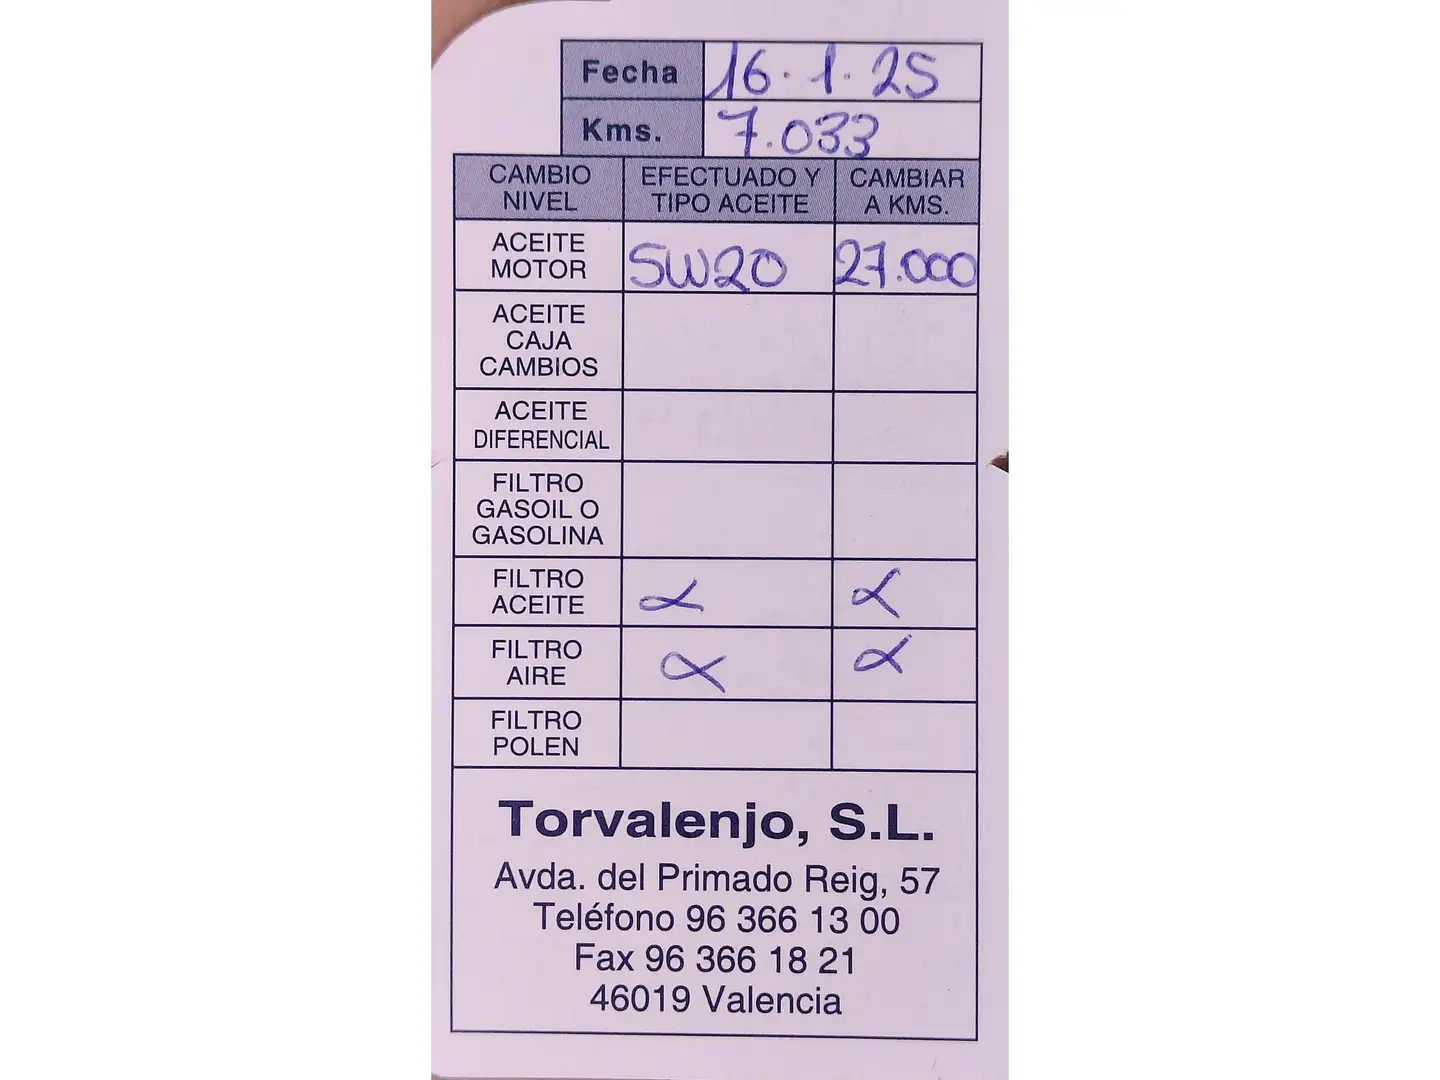 Fecha 16.1.25
Kms. 7.033
CAMBIO NIVEL EFECTUADO Y TIPO ACEITE CAMBIAR A KMS.
ACEITE MOTOR 5W20 27.000
ACEITE CAJA CAMBIOS
ACEITE DIFERENCIAL
FILTRO GASOIL O GASOLINA
FILTRO ACEITE X X
FILTRO AIRE X X
FILTRO POLEN
Torvalenjo, S.L.
Avda. del Primado Reig, 57
Teléfono 96 366 13 00
Fax 96 366 18 21
46019 Valencia